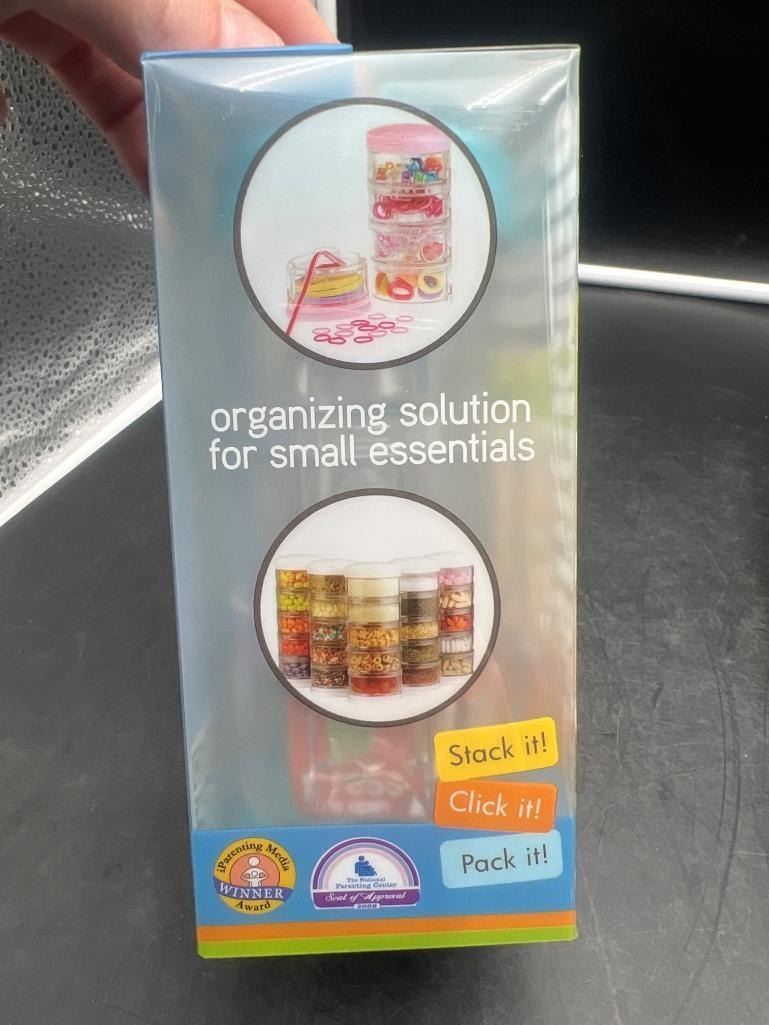 organizing solution
for small essentials
Stack it!
Click it!
Pack it!
iParenting Media
WINNER
Award
The National
Parenting Center
Seal of Approval
2008